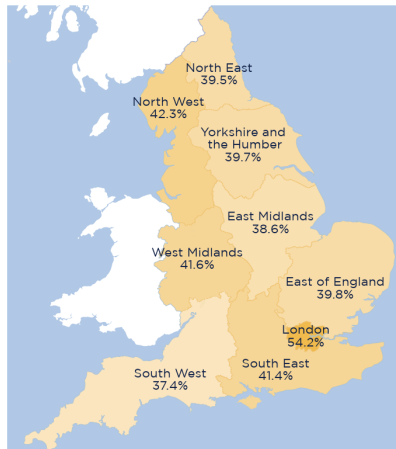 North East
39.5%
North West
42.3%
Yorkshire and
the Humber
39.7%
East Midlands
38.6%
West Midlands
41.6%
East of England
39.8%
London
54.2%
South East
41.4%
South West
37.4%